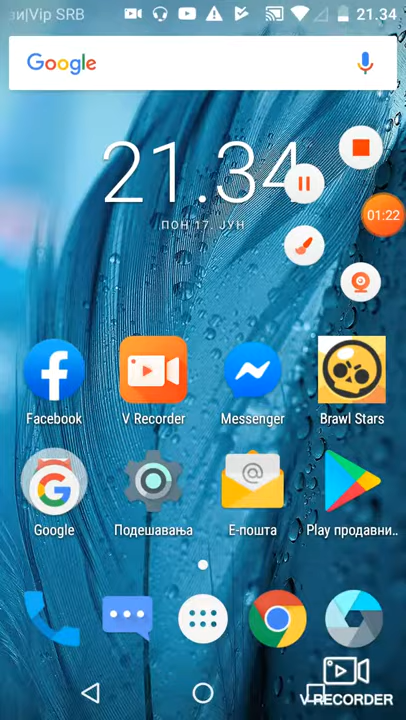 зи|Vip SRB
21.34
Google
21.34
ПОН 17. ЈУН
01:22
Facebook
V Recorder
Messenger
Brawl Stars
Google
Подешавања
Е-пошта
Play продавни..
V RECORDER